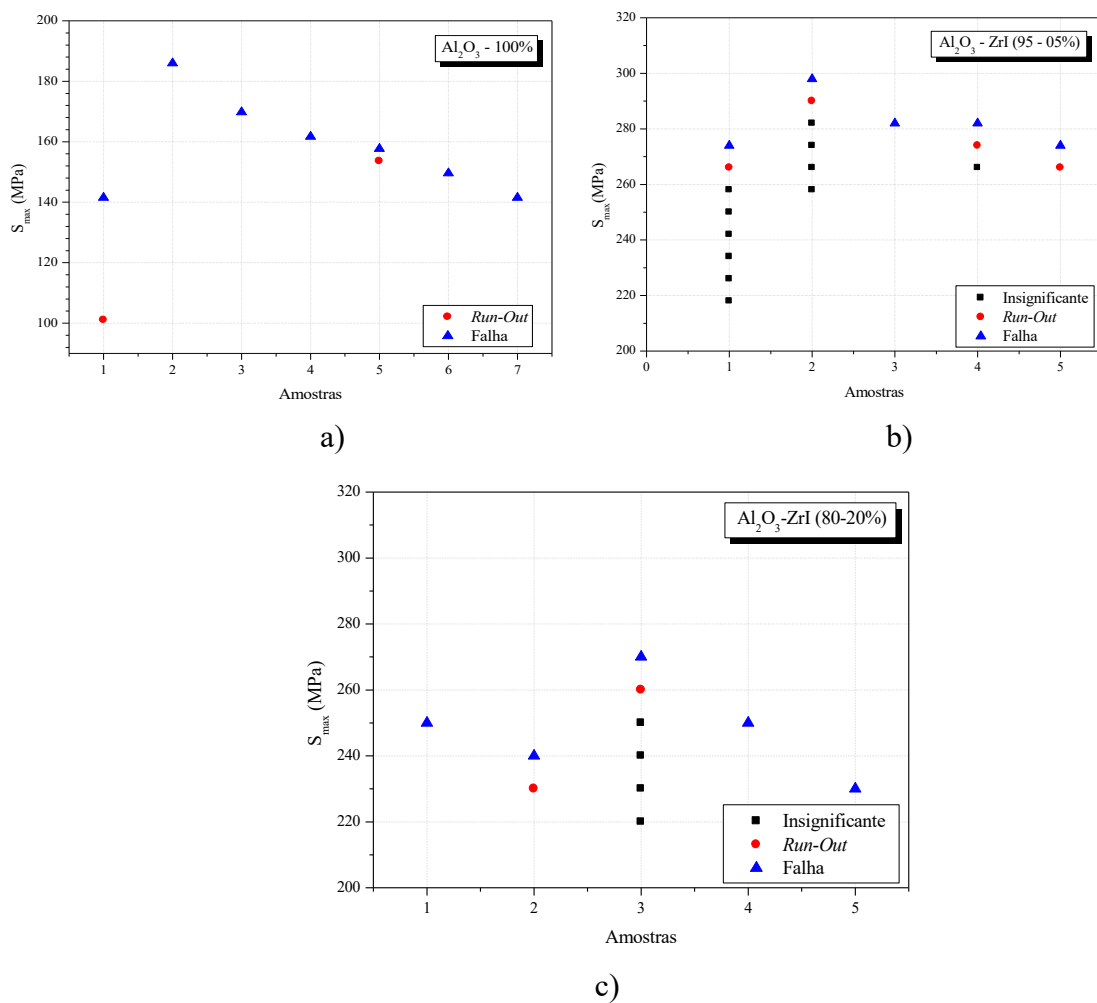 200
180
160
140
120
100
S_max (MPa)
Al₂O₃ - 100%
Run-Out
Falha
1 2 3 4 5 6 7
Amostras
a)
320
300
280
260
240
220
200
S_max (MPa)
Al₂O₃ - ZrI (95 - 05%)
Insignificante
Run-Out
Falha
0 1 2 3 4 5
Amostras
b)
320
300
280
260
240
220
200
S_max (MPa)
Al₂O₃-ZrI (80-20%)
Insignificante
Run-Out
Falha
1 2 3 4 5
Amostras
c)